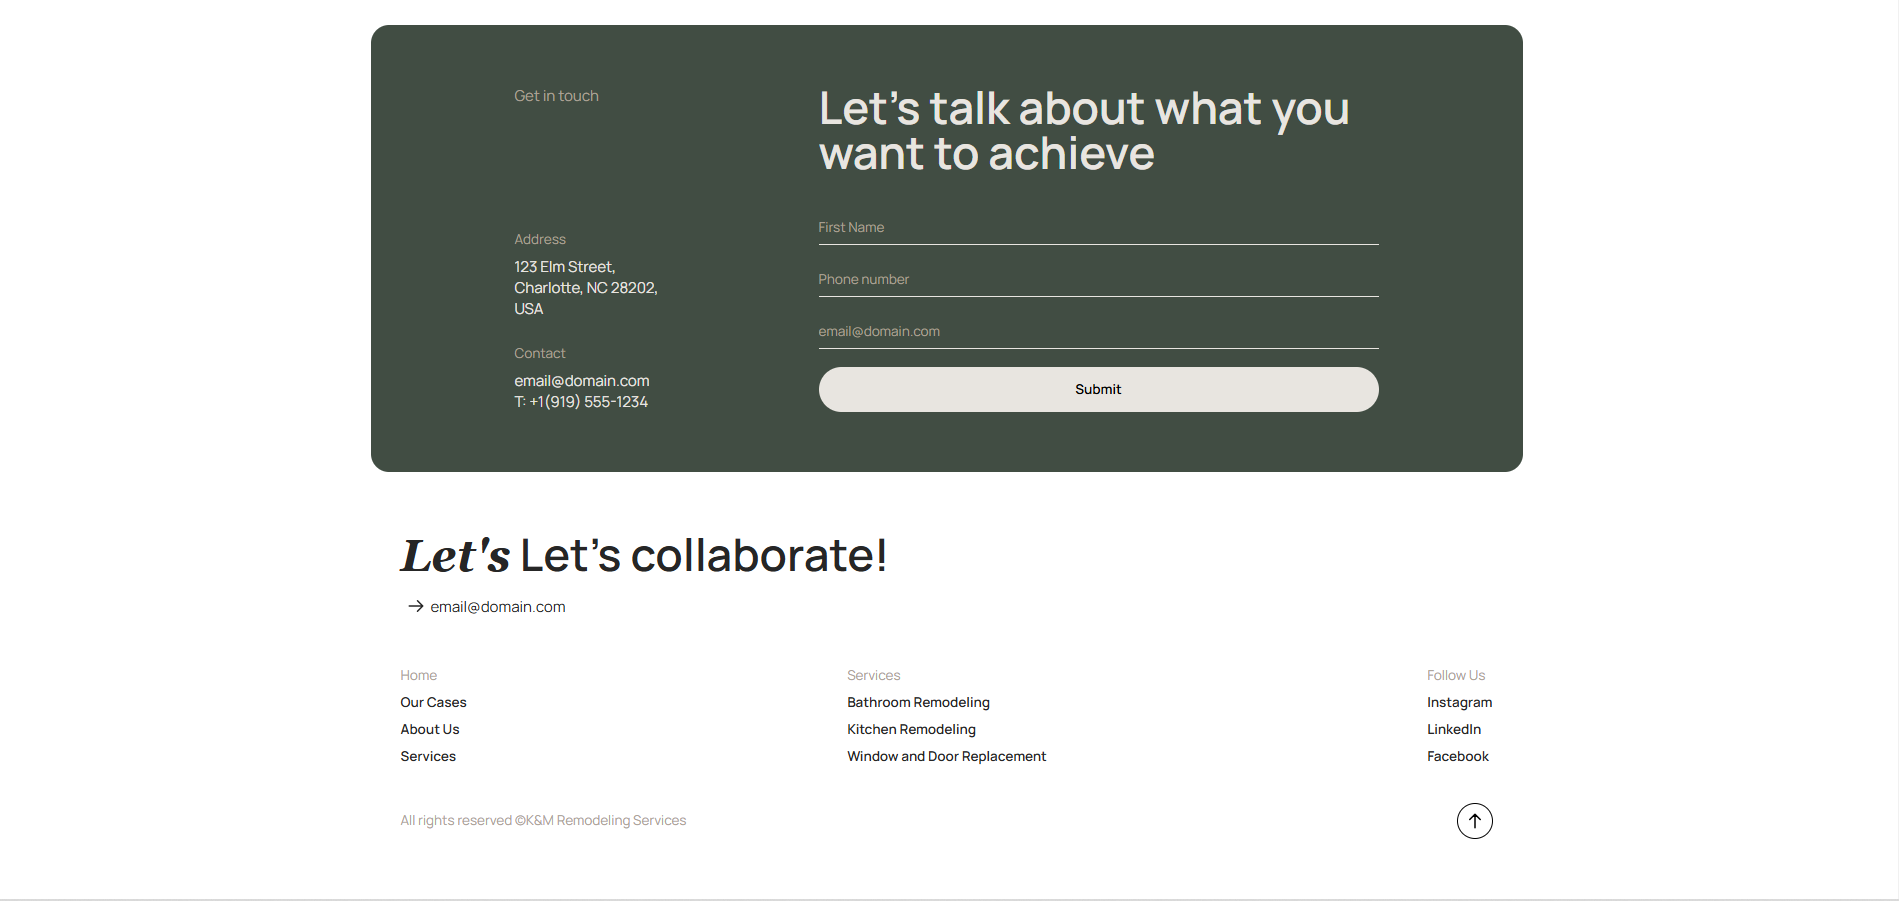 Get in touch
Let's talk about what you
want to achieve
Address
123 Elm Street,
Charlotte, NC 28202,
USA
Contact
email@domain.com
T: +1(919) 555-1234
First Name
Phone number
email@domain.com
Submit
Let's Let's collaborate!
email@domain.com
Home
Our Cases
About Us
Services
Services
Bathroom Remodeling
Kitchen Remodeling
Window and Door Replacement
Follow Us
Instagram
LinkedIn
Facebook
All rights reserved ©K&M Remodeling Services